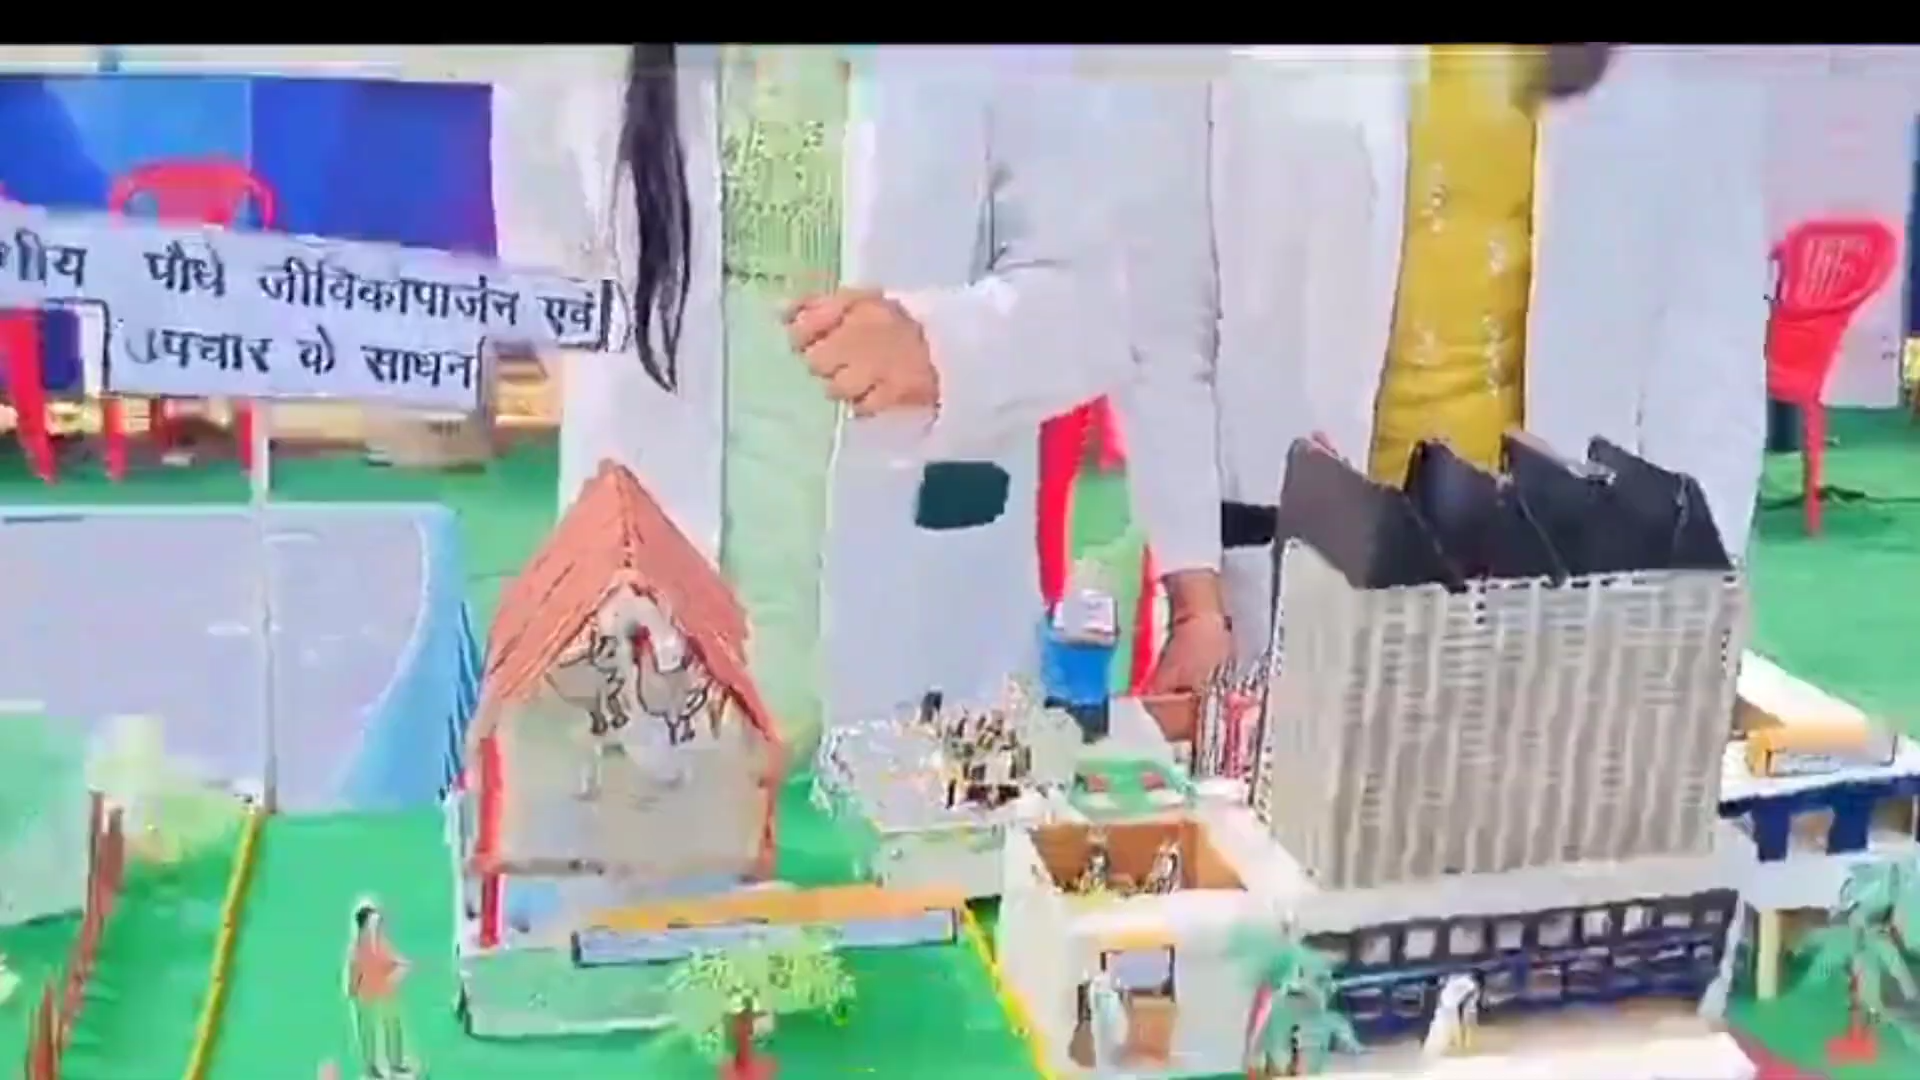 पौधे जीविकापार्जन एवं
उपचार के साधन